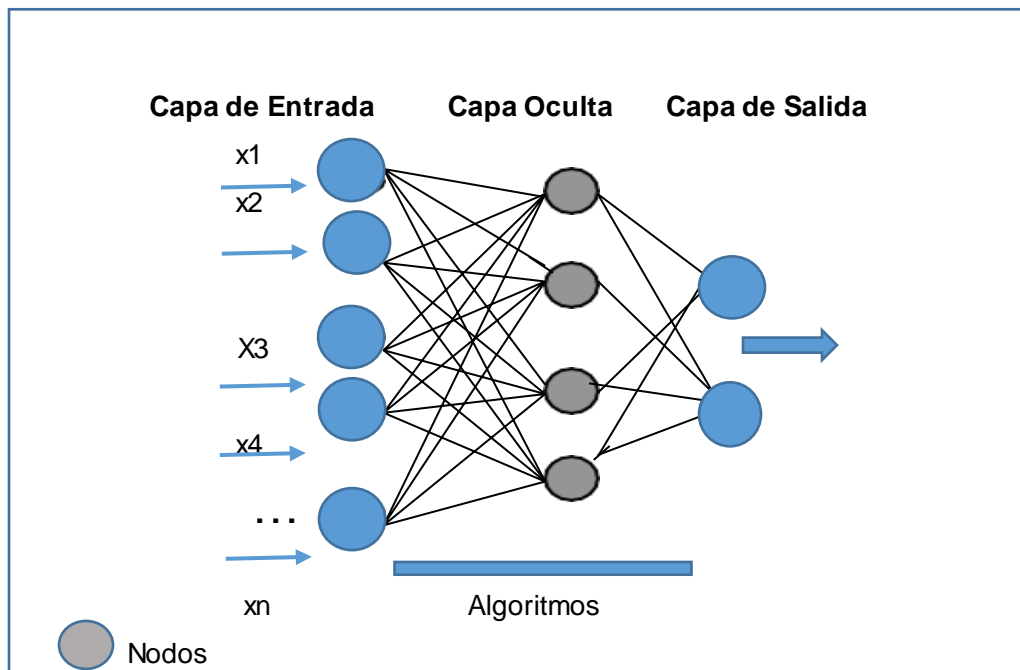 Capa de Entrada Capa Oculta Capa de Salida
x1
x2
X3
x4
...
xn Algoritmos
Nodos